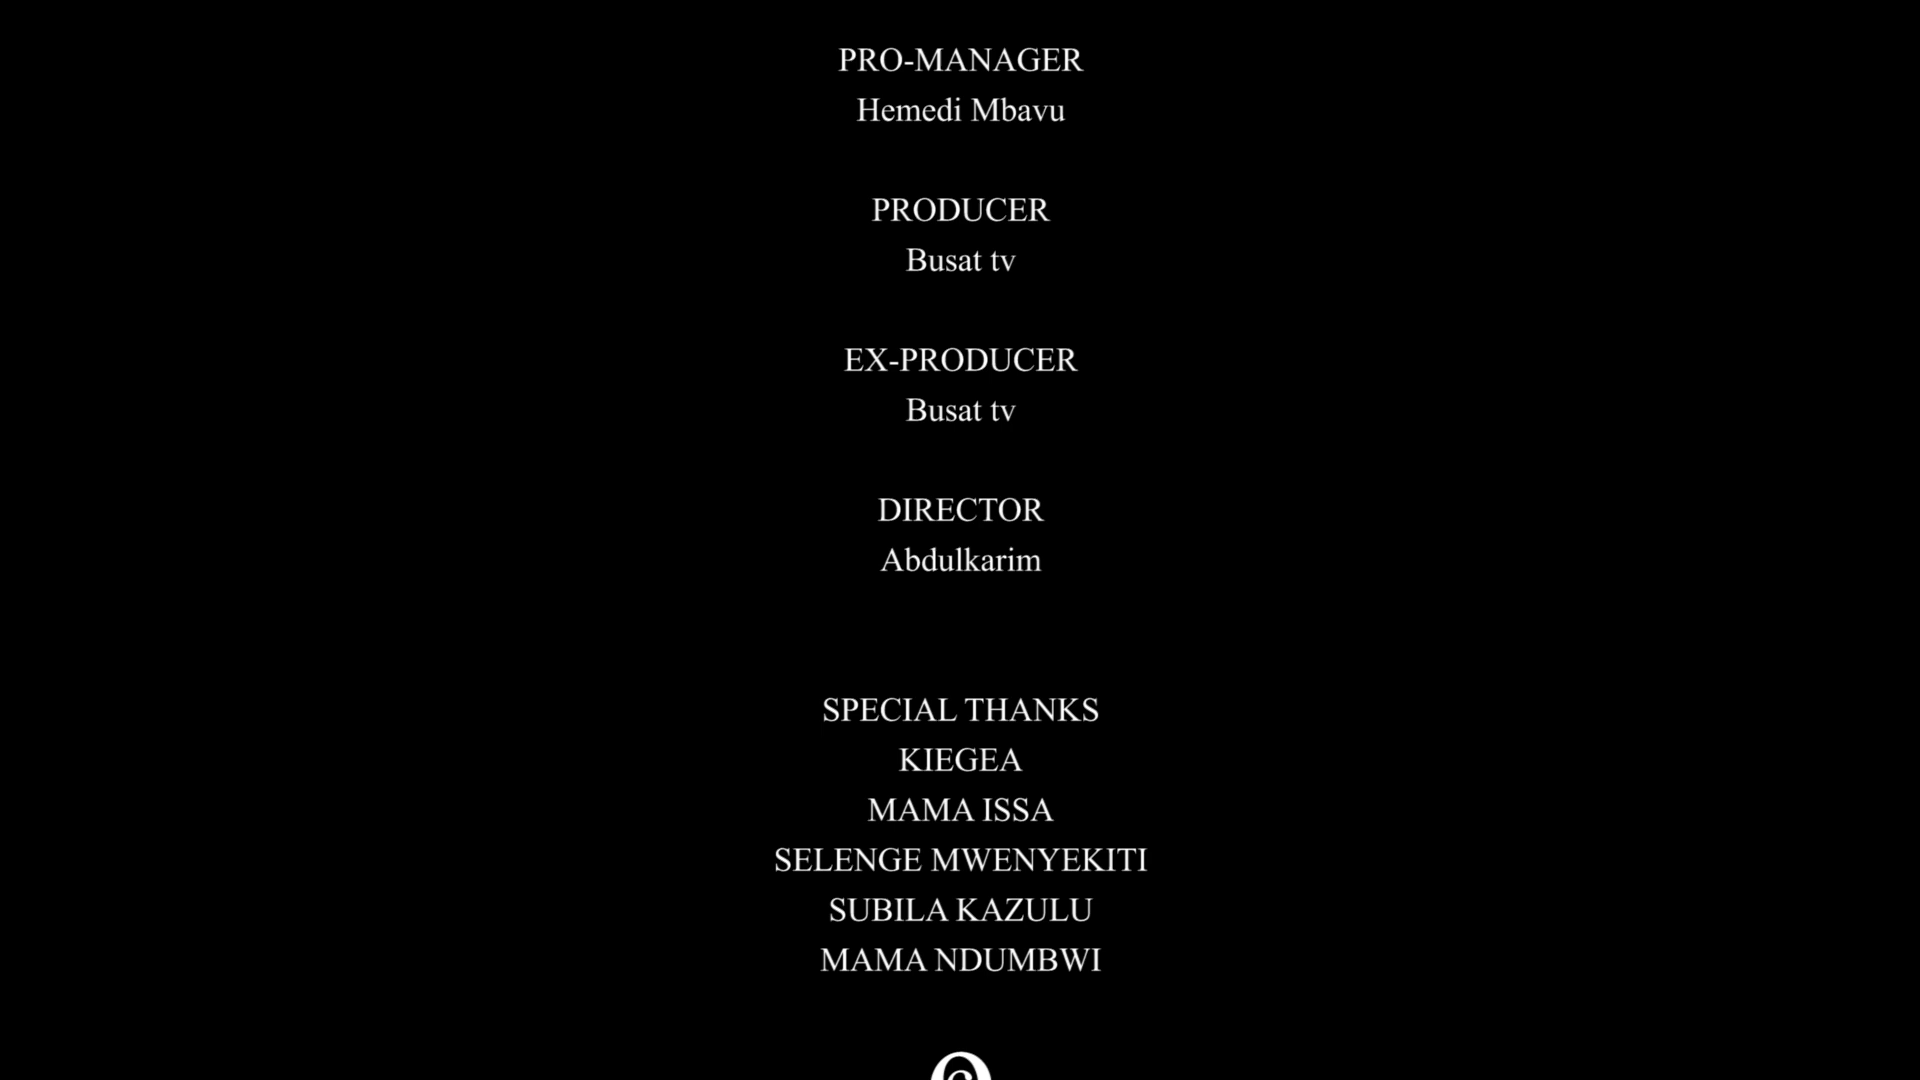 PRO-MANAGER
Hemedi Mbavu
PRODUCER
Busat tv
EX-PRODUCER
Busat tv
DIRECTOR
Abdulkarim
SPECIAL THANKS
KIEGEA
MAMA ISSA
SELENGE MWENYEKITI
SUBILA KAZULU
MAMA NDUMBWI